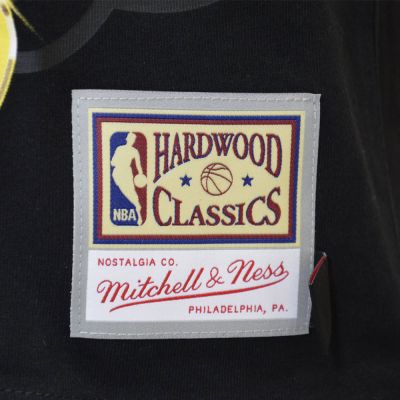 HARDWOOD
NBA
CLASSICS
NOSTALGIA CO.
Mitchell & Ness
PHILADELPHIA, PA.